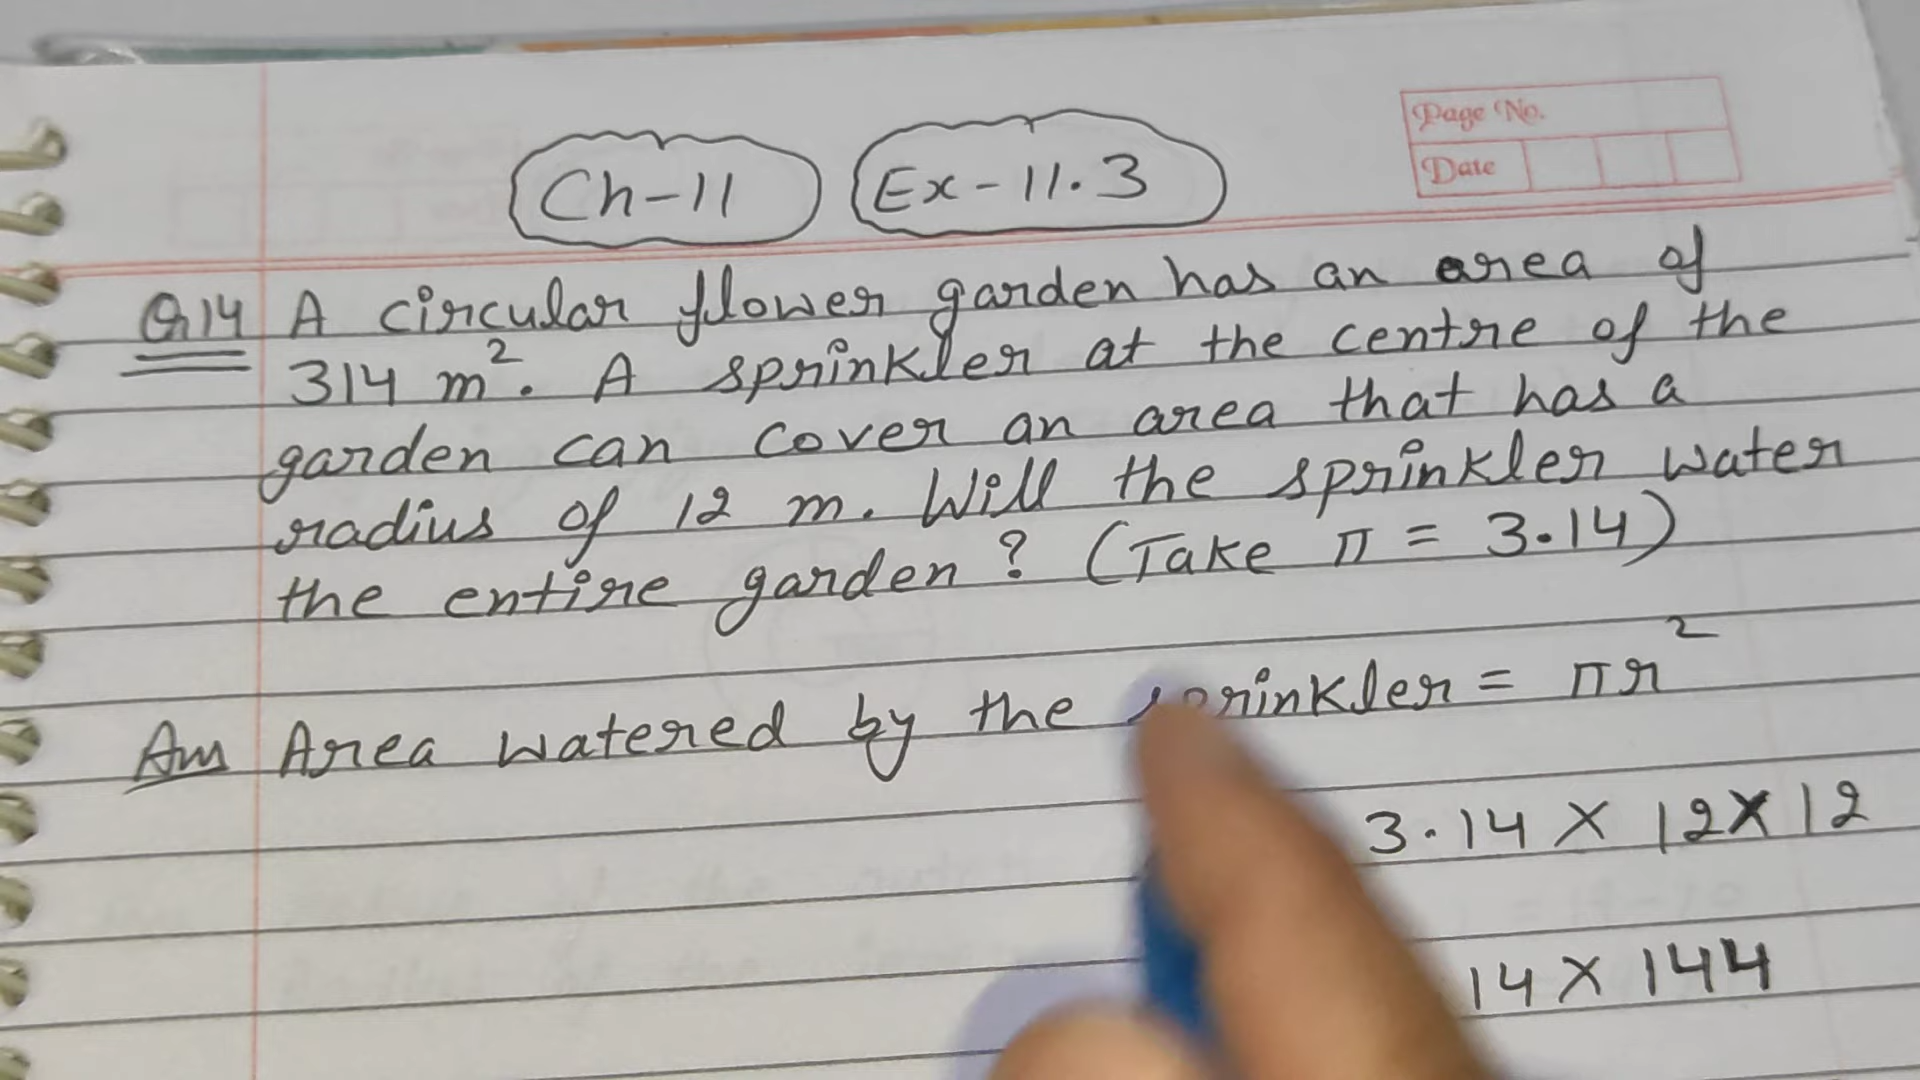 Page No.
Date
Ch-11 Ex-11.3
Q14 A circular flower garden has an area of
314 m². A sprinkler at the centre of the
garden can cover an area that has a
radius of 12 m. Will the sprinkler water
the entire garden? (Take π = 3.14)
Ans Area watered by the sprinkler = πr²
3.14 × 12 × 12
14 × 144